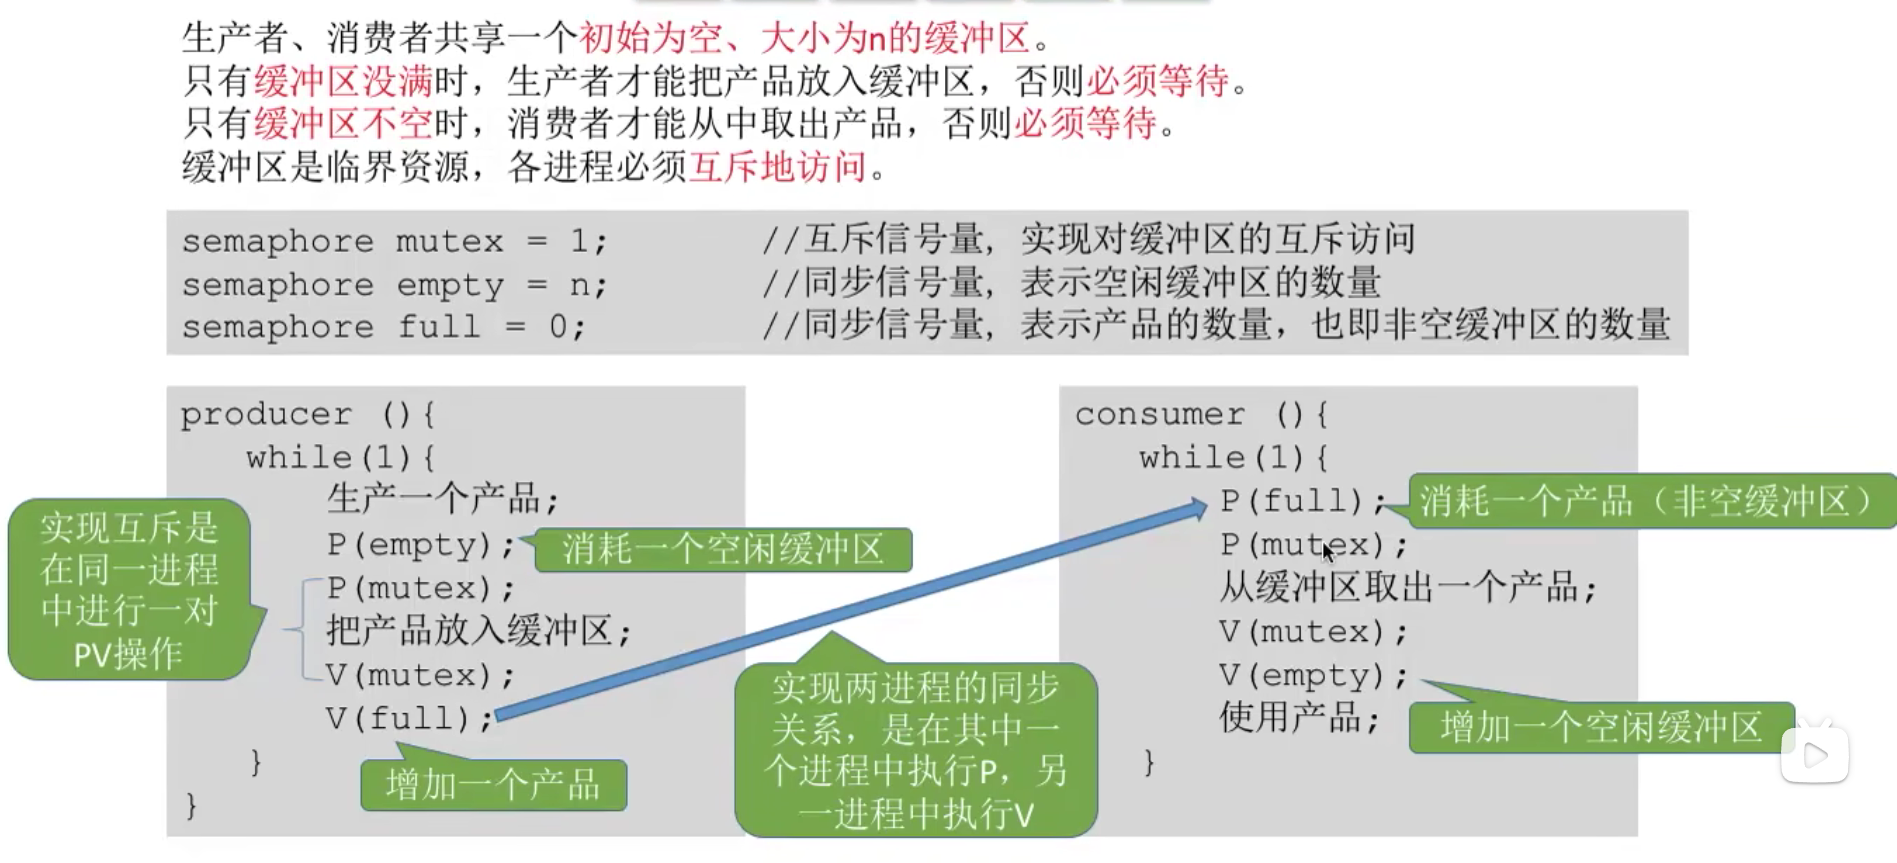 生产者、消费者共享一个初始为空、大小为n的缓冲区。
只有缓冲区没满时，生产者才能把产品放入缓冲区，否则必须等待。
只有缓冲区不空时，消费者才能从中取出产品，否则必须等待。
缓冲区是临界资源，各进程必须互斥地访问。
semaphore mutex = 1; //互斥信号量, 实现对缓冲区的互斥访问
semaphore empty = n; //同步信号量, 表示空闲缓冲区的数量
semaphore full = 0; //同步信号量, 表示产品的数量，也即非空缓冲区的数量
producer (){
while(1){
生产一个产品;
P(empty);
消耗一个空闲缓冲区
P(mutex);
把产品放入缓冲区;
V(mutex);
V(full);
增加一个产品
}
}
实现互斥是
在同一进程
中进行一对
PV操作
实现两进程的同步
关系，是在其中一
个进程中执行P，另
一进程中执行V
consumer (){
while(1){
P(full);
消耗一个产品（非空缓冲区）
P(mutex);
从缓冲区取出一个产品;
V(mutex);
V(empty);
增加一个空闲缓冲区
使用产品;
}